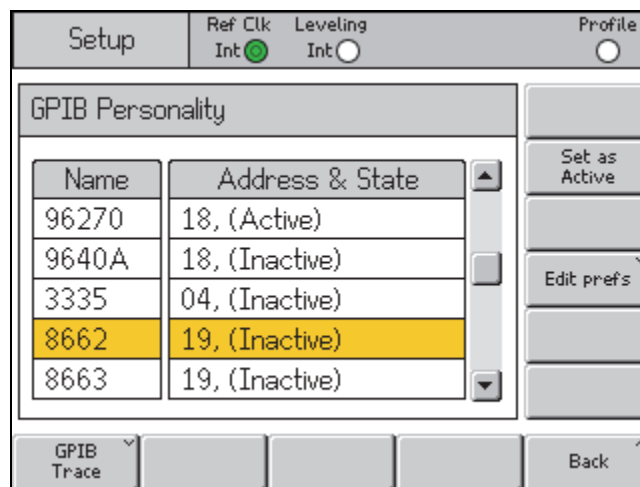 Setup
Ref Clk
Int
Leveling
Int
Profile
GPIB Personality
Name Address & State
96270 18, (Active)
9640A 18, (Inactive)
3335 04, (Inactive)
8662 19, (Inactive)
8663 19, (Inactive)
Set as
Active
Edit prefs
GPIB
Trace
Back